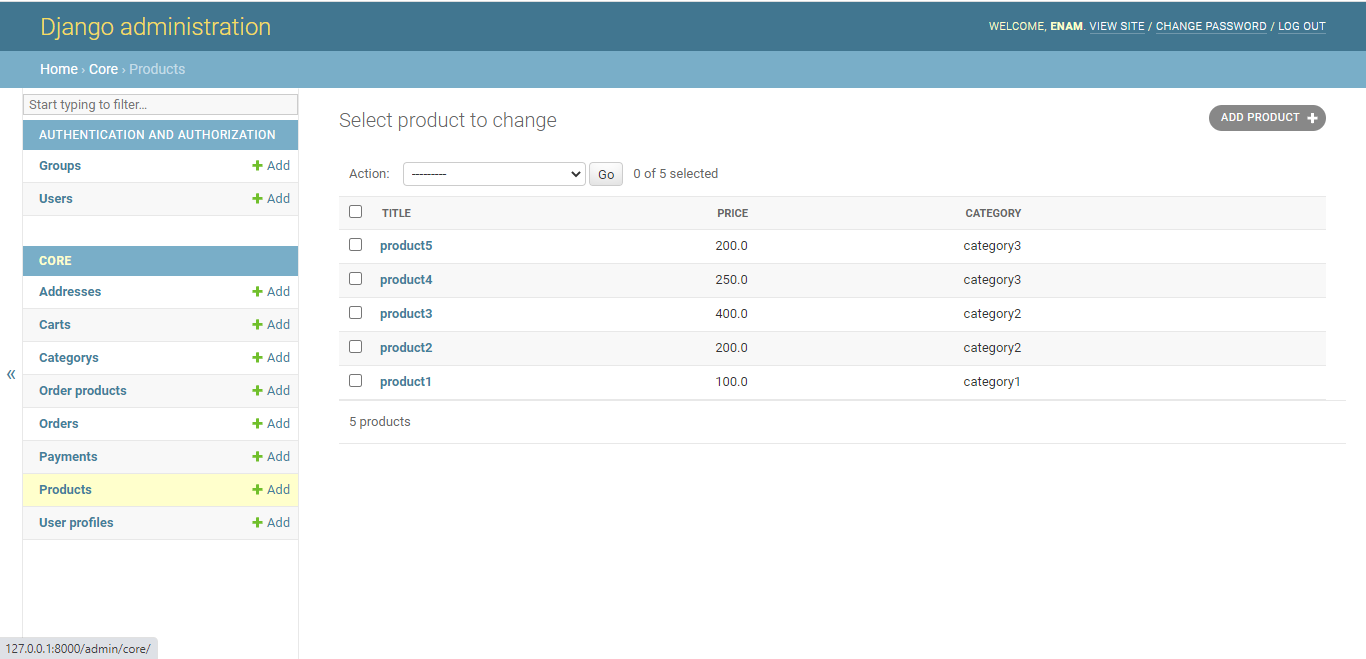 Django administration
WELCOME, ENAM. VIEW SITE / CHANGE PASSWORD / LOG OUT
Home › Core › Products
Start typing to filter...
AUTHENTICATION AND AUTHORIZATION
Groups + Add
Users + Add
CORE
Addresses + Add
Carts + Add
Categorys + Add
Order products + Add
Orders + Add
Payments + Add
Products + Add
User profiles + Add
«
Select product to change
ADD PRODUCT +
Action: --------- Go 0 of 5 selected
TITLE PRICE CATEGORY
product5 200.0 category3
product4 250.0 category3
product3 400.0 category2
product2 200.0 category2
product1 100.0 category1
5 products
127.0.0.1:8000/admin/core/